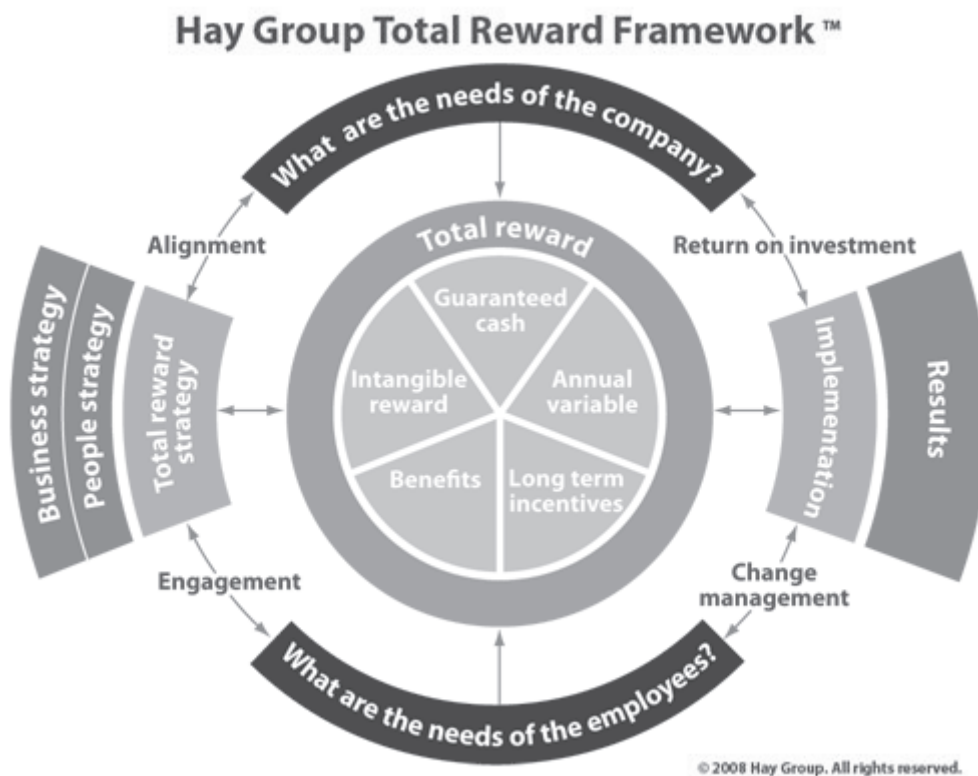 Hay Group Total Reward Framework ™
What are the needs of the company?
Alignment
Return on investment
Total reward
Guaranteed
cash
Intangible
reward
Annual
variable
Benefits
Long term
incentives
Business strategy
People strategy
Total reward
strategy
Implementation
Results
Engagement
Change
management
What are the needs of the employees?
© 2008 Hay Group. All rights reserved.